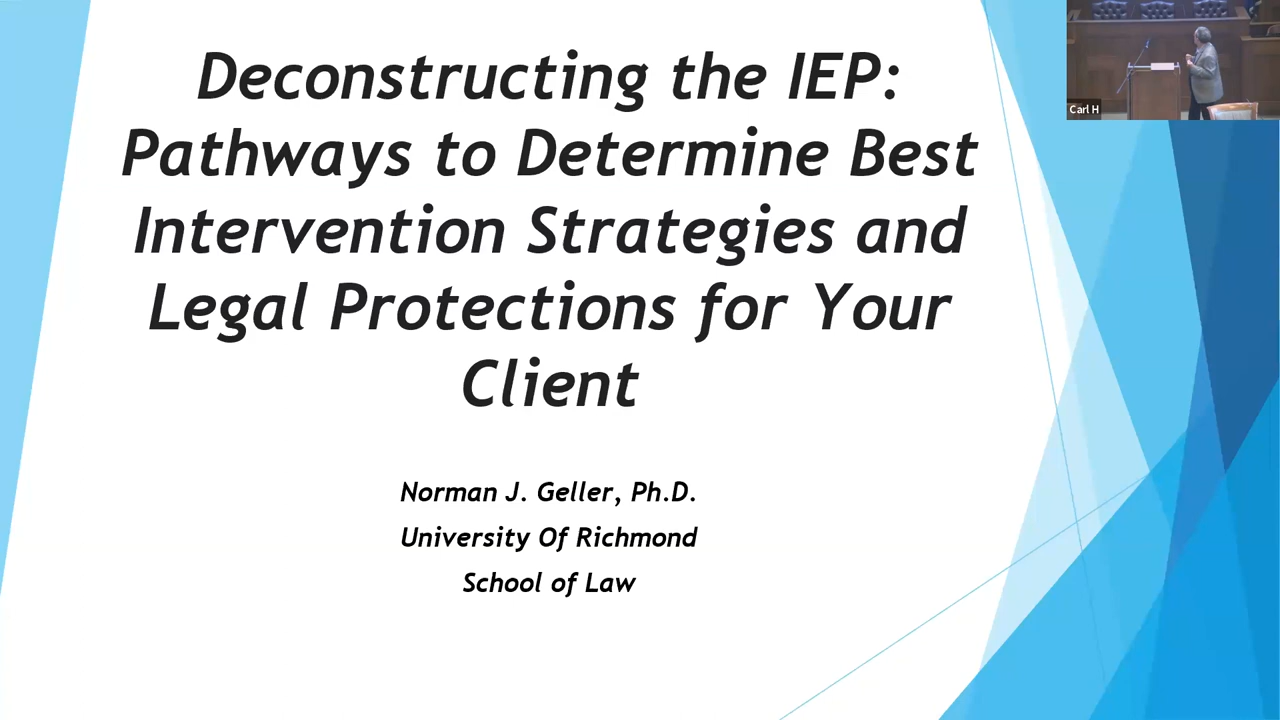 Deconstructing the IEP:
Pathways to Determine Best
Intervention Strategies and
Legal Protections for Your
Client
Norman J. Geller, Ph.D.
University Of Richmond
School of Law
Carl H